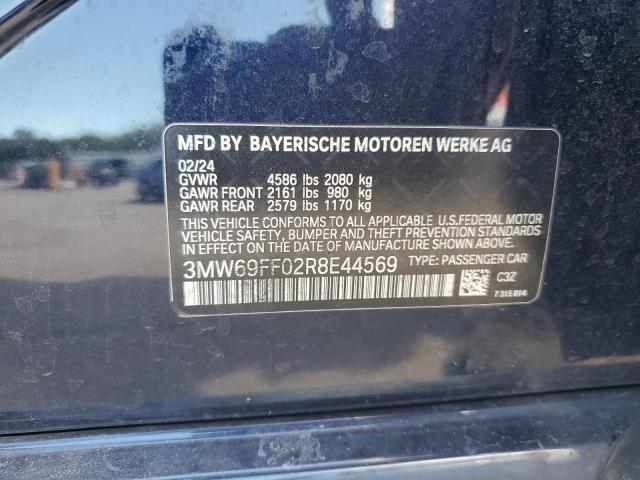 MFD BY BAYERISCHE MOTOREN WERKE AG
02/24
GVWR 4586 lbs 2080 kg
GAWR FRONT 2161 lbs 980 kg
GAWR REAR 2579 lbs 1170 kg
THIS VEHICLE CONFORMS TO ALL APPLICABLE U.S.FEDERAL MOTOR
VEHICLE SAFETY, BUMPER AND THEFT PREVENTION STANDARDS
IN EFFECT ON THE DATE OF MANUFACTURE SHOWN ABOVE.
3MW69FF02R8E44569 TYPE: PASSENGER CAR
C3Z
7315814